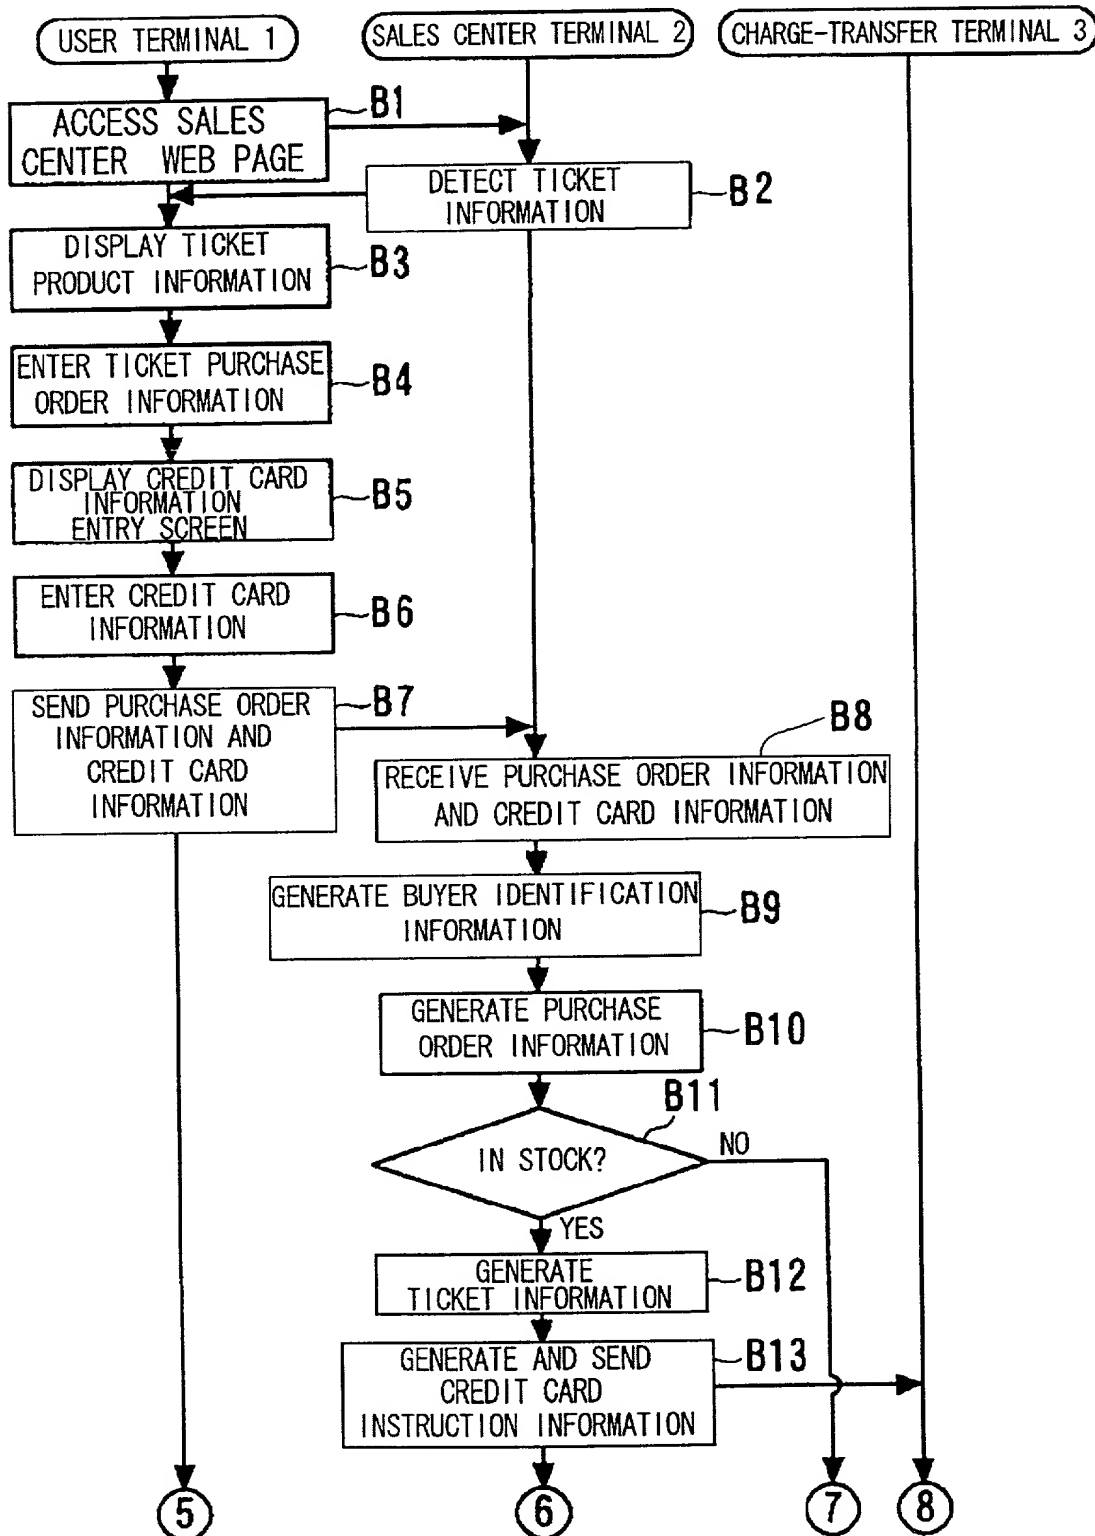 USER TERMINAL 1
SALES CENTER TERMINAL 2
CHARGE-TRANSFER TERMINAL 3
ACCESS SALES
CENTER WEB PAGE
B1
DETECT TICKET
INFORMATION
B2
DISPLAY TICKET
PRODUCT INFORMATION
B3
ENTER TICKET PURCHASE
ORDER INFORMATION
B4
DISPLAY CREDIT CARD
INFORMATION
ENTRY SCREEN
B5
ENTER CREDIT CARD
INFORMATION
B6
SEND PURCHASE ORDER
INFORMATION AND
CREDIT CARD
INFORMATION
B7
B8
RECEIVE PURCHASE ORDER INFORMATION
AND CREDIT CARD INFORMATION
GENERATE BUYER IDENTIFICATION
INFORMATION
B9
GENERATE PURCHASE
ORDER INFORMATION
B10
B11
IN STOCK?
NO
YES
GENERATE
TICKET INFORMATION
B12
GENERATE AND SEND
CREDIT CARD
INSTRUCTION INFORMATION
B13
5
6
7
8